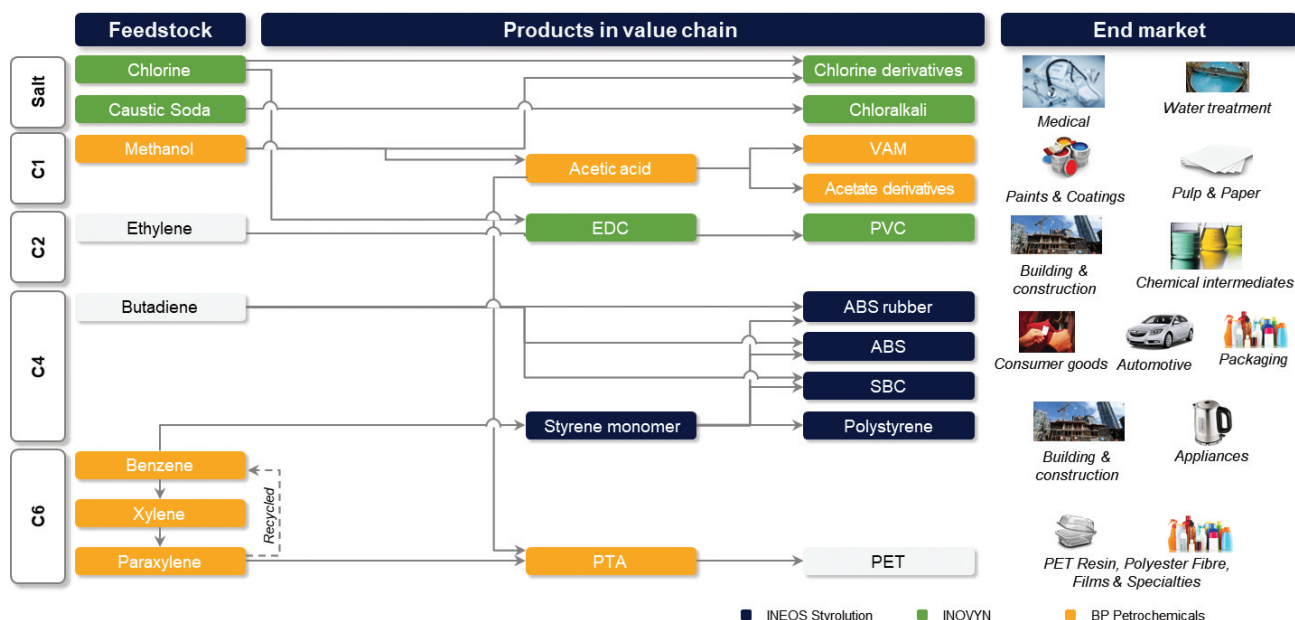 Feedstock
Products in value chain
End market
Salt
Chlorine
Chlorine derivatives
Caustic Soda
Chloralkali
Medical
Water treatment
C1
Methanol
Acetic acid
VAM
Acetate derivatives
Paints & Coatings
Pulp & Paper
C2
Ethylene
EDC
PVC
Building &
construction
Chemical intermediates
C4
Butadiene
ABS rubber
ABS
SBC
Styrene monomer
Polystyrene
Consumer goods
Automotive
Packaging
Building &
construction
Appliances
C6
Benzene
Xylene
Paraxylene
Recycled
PTA
PET
PET Resin, Polyester Fibre,
Films & Specialties
INEOS Styrolution
INOVYN
BP Petrochemicals